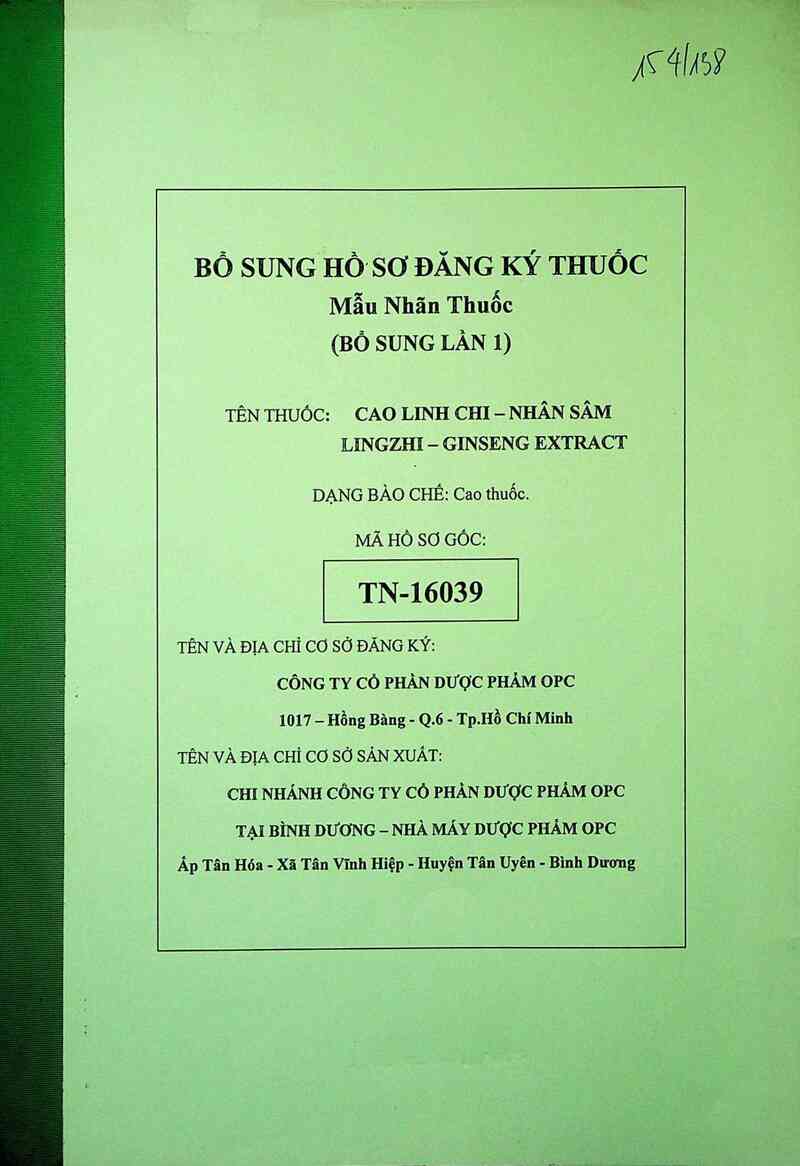 154/158
BỔ SUNG HỒ SƠ ĐĂNG KÝ THUỐC
Mẫu Nhãn Thuốc
(BỔ SUNG LẦN 1)
TÊN THUỐC: CAO LINH CHI – NHÂN SÂM
LINGZHI – GINSENG EXTRACT
DẠNG BÀO CHẾ: Cao thuốc.
MÃ HỒ SƠ GỐC:
TN-16039
TÊN VÀ ĐỊA CHỈ CƠ SỞ ĐĂNG KÝ:
CÔNG TY CỔ PHẦN DƯỢC PHẨM OPC
1017 – Hồng Bàng - Q.6 - Tp.Hồ Chí Minh
TÊN VÀ ĐỊA CHỈ CƠ SỞ SẢN XUẤT:
CHI NHÁNH CÔNG TY CỔ PHẦN DƯỢC PHẨM OPC
TẠI BÌNH DƯƠNG – NHÀ MÁY DƯỢC PHẨM OPC
Ấp Tân Hóa - Xã Tân Vĩnh Hiệp - Huyện Tân Uyên - Bình Dương